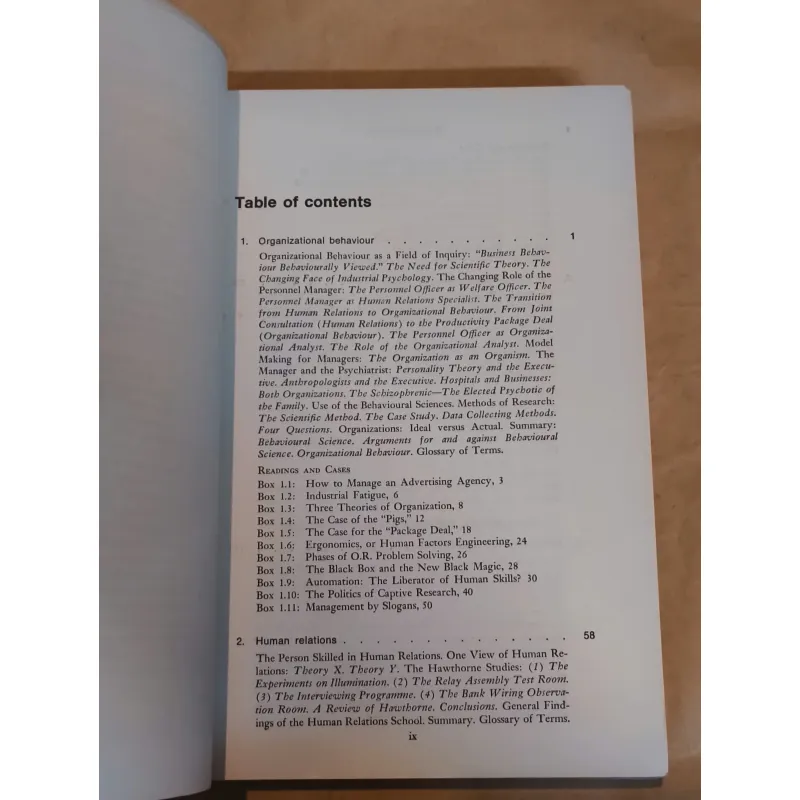 Table of contents
1. Organizational behaviour . . . . . . . . . . . 1
Organizational Behaviour as a Field of Inquiry: "Business Behav-
iour Behaviourally Viewed." The Need for Scientific Theory. The
Changing Face of Industrial Psychology. The Changing Role of the
Personnel Manager: The Personnel Officer as Welfare Officer. The
Personnel Manager as Human Relations Specialist. The Transition
from Human Relations to Organizational Behaviour. From Joint
Consultation (Human Relations) to the Productivity Package Deal
(Organizational Behaviour). The Personnel Officer as Organiza-
tional Analyst. The Role of the Organizational Analyst. Model
Making for Managers: The Organization as an Organism. The
Manager and the Psychiatrist: Personality Theory and the Execu-
tive. Anthropologists and the Executive. Hospitals and Businesses:
Both Organizations. The Schizophrenic—The Elected Psychotic of
the Family. Use of the Behavioural Sciences. Methods of Research:
The Scientific Method. The Case Study. Data Collecting Methods.
Four Questions. Organizations: Ideal versus Actual. Summary:
Behavioural Science. Arguments for and against Behavioural
Science. Organizational Behaviour. Glossary of Terms.
READINGS AND CASES
Box 1.1: How to Manage an Advertising Agency, 3
Box 1.2: Industrial Fatigue, 6
Box 1.3: Three Theories of Organization, 8
Box 1.4: The Case of the "Pigs," 12
Box 1.5: The Case for the "Package Deal," 18
Box 1.6: Ergonomics, or Human Factors Engineering, 24
Box 1.7: Phases of O.R. Problem Solving, 26
Box 1.8: The Black Box and the New Black Magic, 28
Box 1.9: Automation: The Liberator of Human Skills? 30
Box 1.10: The Politics of Captive Research, 40
Box 1.11: Management by Slogans, 50
2. Human relations . . . . . . . . . . . . . . 58
The Person Skilled in Human Relations. One View of Human Re-
lations: Theory X. Theory Y. The Hawthorne Studies: (1) The
Experiments on Illumination. (2) The Relay Assembly Test Room.
(3) The Interviewing Programme. (4) The Bank Wiring Observa-
tion Room. A Review of Hawthorne. Conclusions. General Find-
ings of the Human Relations School. Summary. Glossary of Terms.
ix